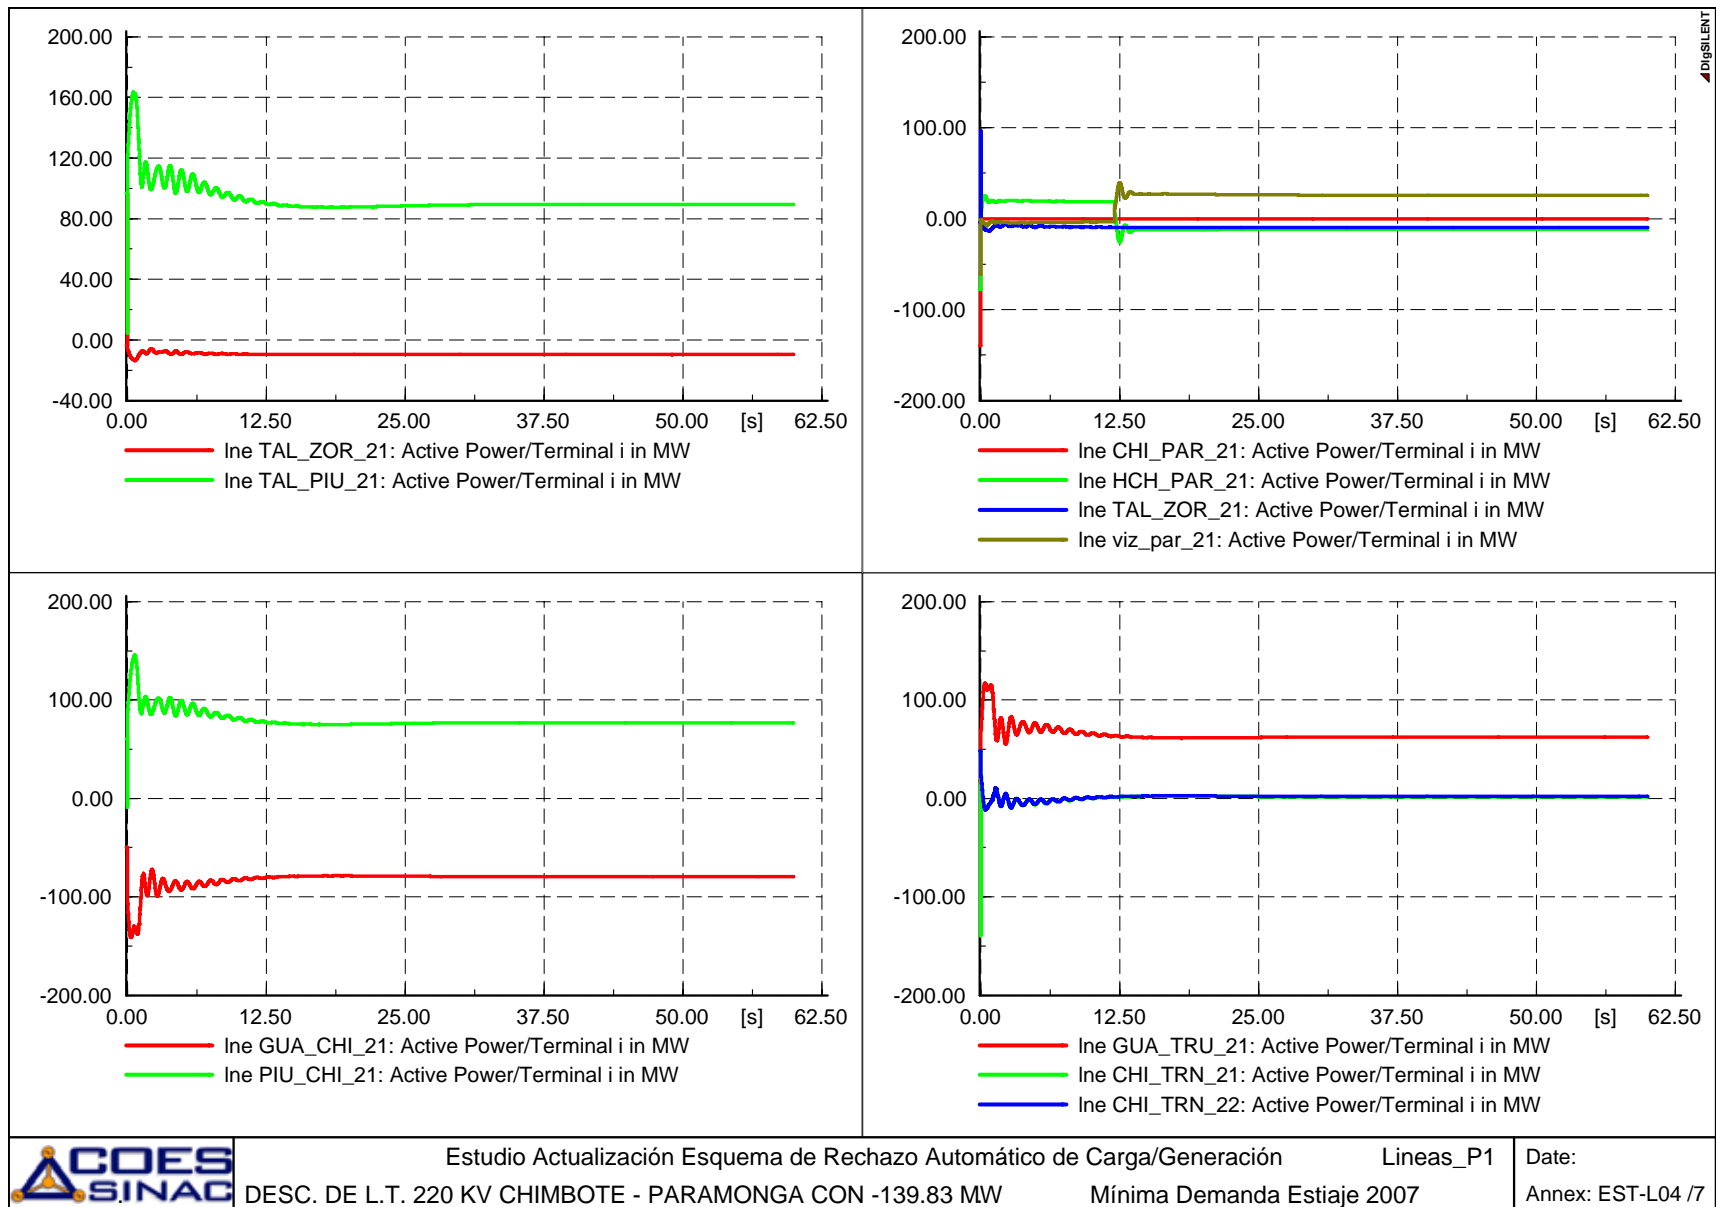 200.00
160.00
120.00
80.00
40.00
0.00
-40.00
0.00 12.50 25.00 37.50 50.00 [s] 62.50
lne TAL_ZOR_21: Active Power/Terminal i in MW
lne TAL_PIU_21: Active Power/Terminal i in MW
DIgSILENT
200.00
100.00
0.00
-100.00
-200.00
0.00 12.50 25.00 37.50 50.00 [s] 62.50
lne CHI_PAR_21: Active Power/Terminal i in MW
lne HCH_PAR_21: Active Power/Terminal i in MW
lne TAL_ZOR_21: Active Power/Terminal i in MW
lne viz_par_21: Active Power/Terminal i in MW
200.00
100.00
0.00
-100.00
-200.00
0.00 12.50 25.00 37.50 50.00 [s] 62.50
lne GUA_CHI_21: Active Power/Terminal i in MW
lne PIU_CHI_21: Active Power/Terminal i in MW
200.00
100.00
0.00
-100.00
-200.00
0.00 12.50 25.00 37.50 50.00 [s] 62.50
lne GUA_TRU_21: Active Power/Terminal i in MW
lne CHI_TRN_21: Active Power/Terminal i in MW
lne CHI_TRN_22: Active Power/Terminal i in MW
COES
SINAC
Estudio Actualización Esquema de Rechazo Automático de Carga/Generación Lineas_P1
DESC. DE L.T. 220 KV CHIMBOTE - PARAMONGA CON -139.83 MW Mínima Demanda Estiaje 2007
Date:
Annex: EST-L04 /7